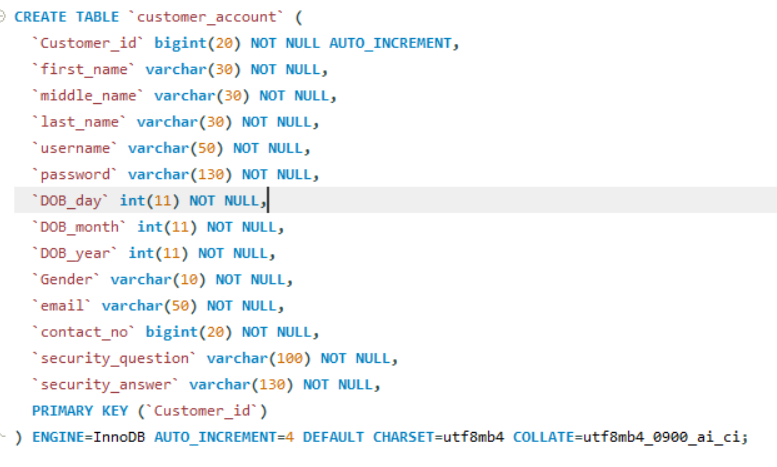 CREATE TABLE `customer_account` (
`Customer_id` bigint(20) NOT NULL AUTO_INCREMENT,
`first_name` varchar(30) NOT NULL,
`middle_name` varchar(30) NOT NULL,
`last_name` varchar(30) NOT NULL,
`username` varchar(50) NOT NULL,
`password` varchar(130) NOT NULL,
`DOB_day` int(11) NOT NULL,
`DOB_month` int(11) NOT NULL,
`DOB_year` int(11) NOT NULL,
`Gender` varchar(10) NOT NULL,
`email` varchar(50) NOT NULL,
`contact_no` bigint(20) NOT NULL,
`security_question` varchar(100) NOT NULL,
`security_answer` varchar(130) NOT NULL,
PRIMARY KEY (`Customer_id`)
) ENGINE=InnoDB AUTO_INCREMENT=4 DEFAULT CHARSET=utf8mb4 COLLATE=utf8mb4_0900_ai_ci;